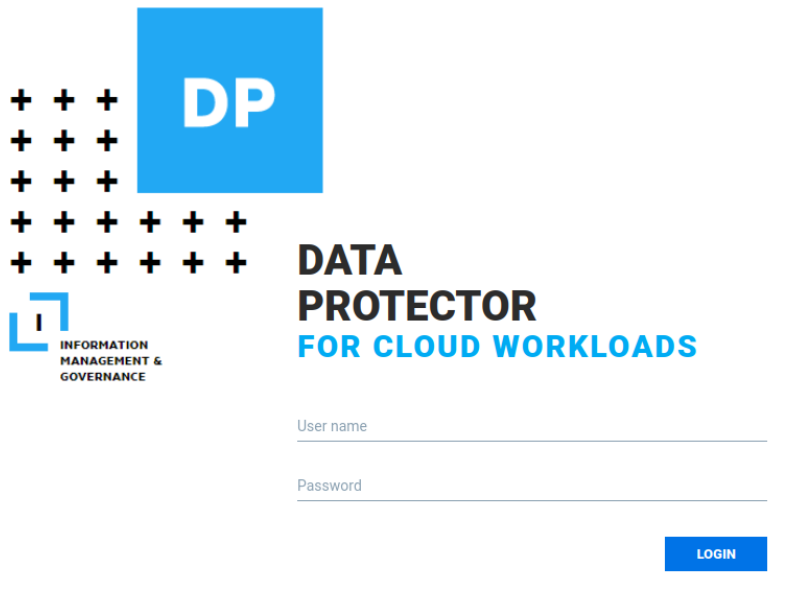 DP
DATA
PROTECTOR
FOR CLOUD WORKLOADS
I
INFORMATION
MANAGEMENT &
GOVERNANCE
User name
Password
LOGIN